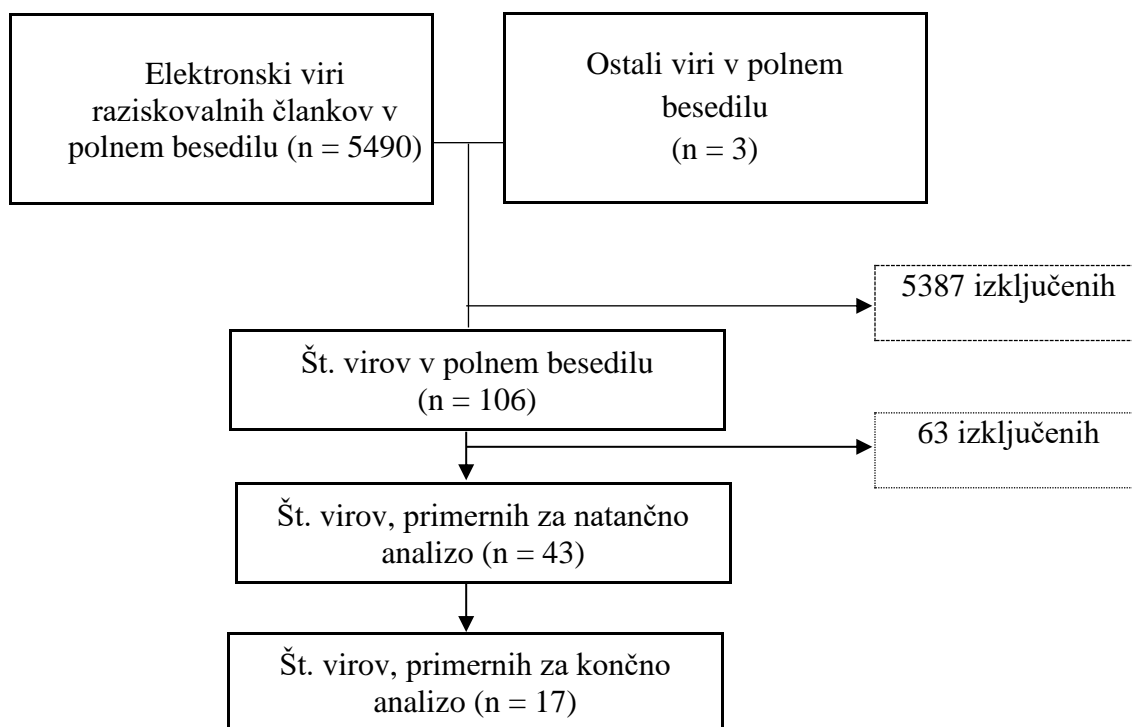 Elektronski viri
raziskovalnih člankov v
polnem besedilu (n = 5490)
Ostali viri v polnem
besedilu
(n = 3)
5387 izključenih
Št. virov v polnem besedilu
(n = 106)
63 izključenih
Št. virov, primernih za natančno
analizo (n = 43)
Št. virov, primernih za končno
analizo (n = 17)